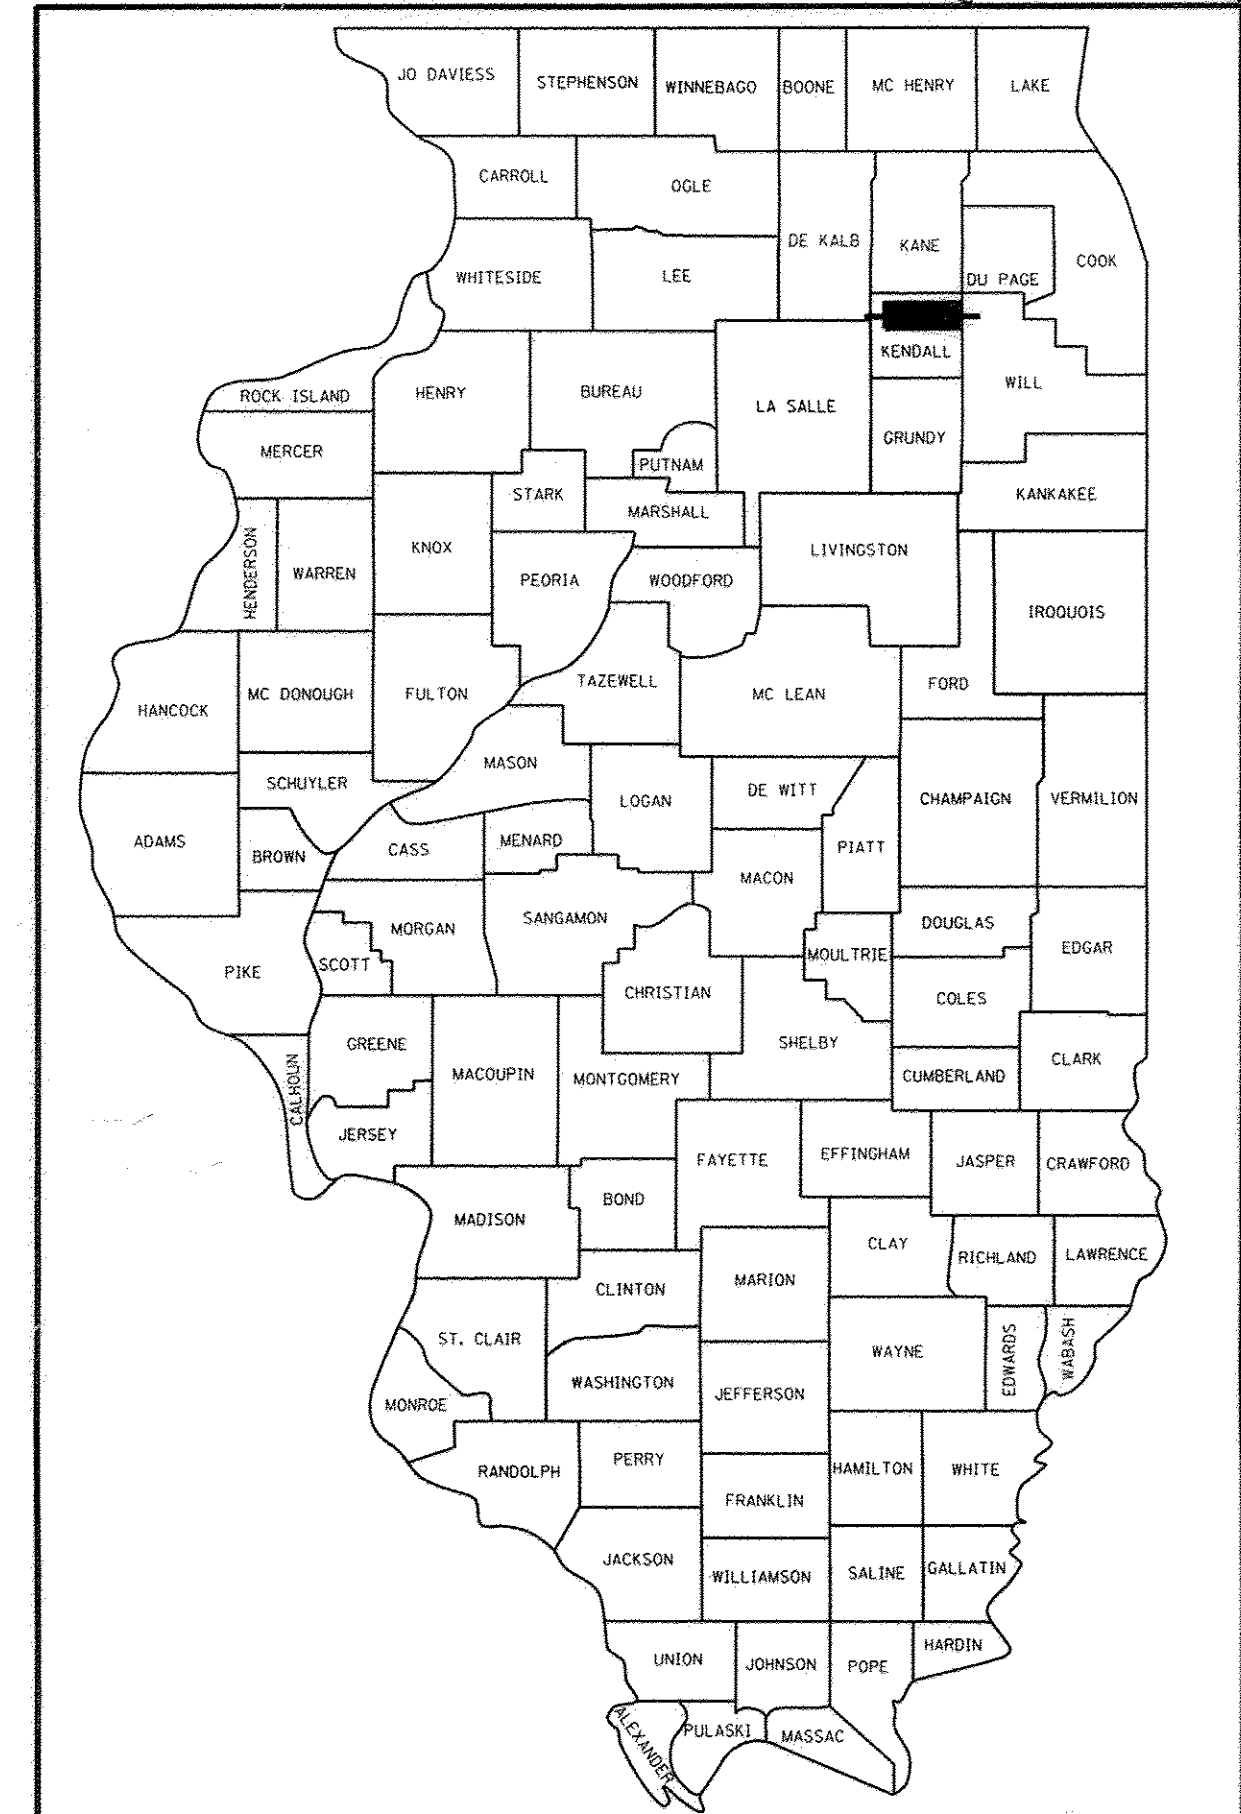 JO DAVIESS
STEPHENSON
WINNEBAGO
BOONE
MC HENRY
LAKE
CARROLL
OGLE
DE KALB
KANE
COOK
DU PAGE
WHITESIDE
LEE
KENDALL
WILL
ROCK ISLAND
HENRY
BUREAU
LA SALLE
GRUNDY
MERCER
PUTNAM
STARK
KANKAKEE
MARSHALL
HENDERSON
WARREN
KNOX
PEORIA
WOODFORD
LIVINGSTON
IROQUOIS
HANCOCK
MC DONOUGH
FULTON
TAZEWELL
MC LEAN
FORD
MASON
SCHUYLER
LOGAN
DE WITT
CHAMPAIGN
VERMILION
ADAMS
BROWN
CASS
MENARD
PIATT
MACON
MORGAN
SANGAMON
DOUGLAS
EDGAR
PIKE
SCOTT
MOULTRIE
CHRISTIAN
COLES
SHELBY
GREENE
CALHOUN
MACOUPIN
MONTGOMERY
CUMBERLAND
CLARK
JERSEY
FAYETTE
EFFINGHAM
JASPER
CRAWFORD
BOND
MADISON
CLAY
RICHLAND
LAWRENCE
CLINTON
MARION
ST. CLAIR
WAYNE
EDWARDS
WABASH
WASHINGTON
JEFFERSON
MONROE
PERRY
RANDOLPH
HAMILTON
WHITE
FRANKLIN
JACKSON
WILLIAMSON
SALINE
GALLATIN
UNION
JOHNSON
POPE
HARDIN
ALEXANDER
PULASKI
MASSAC